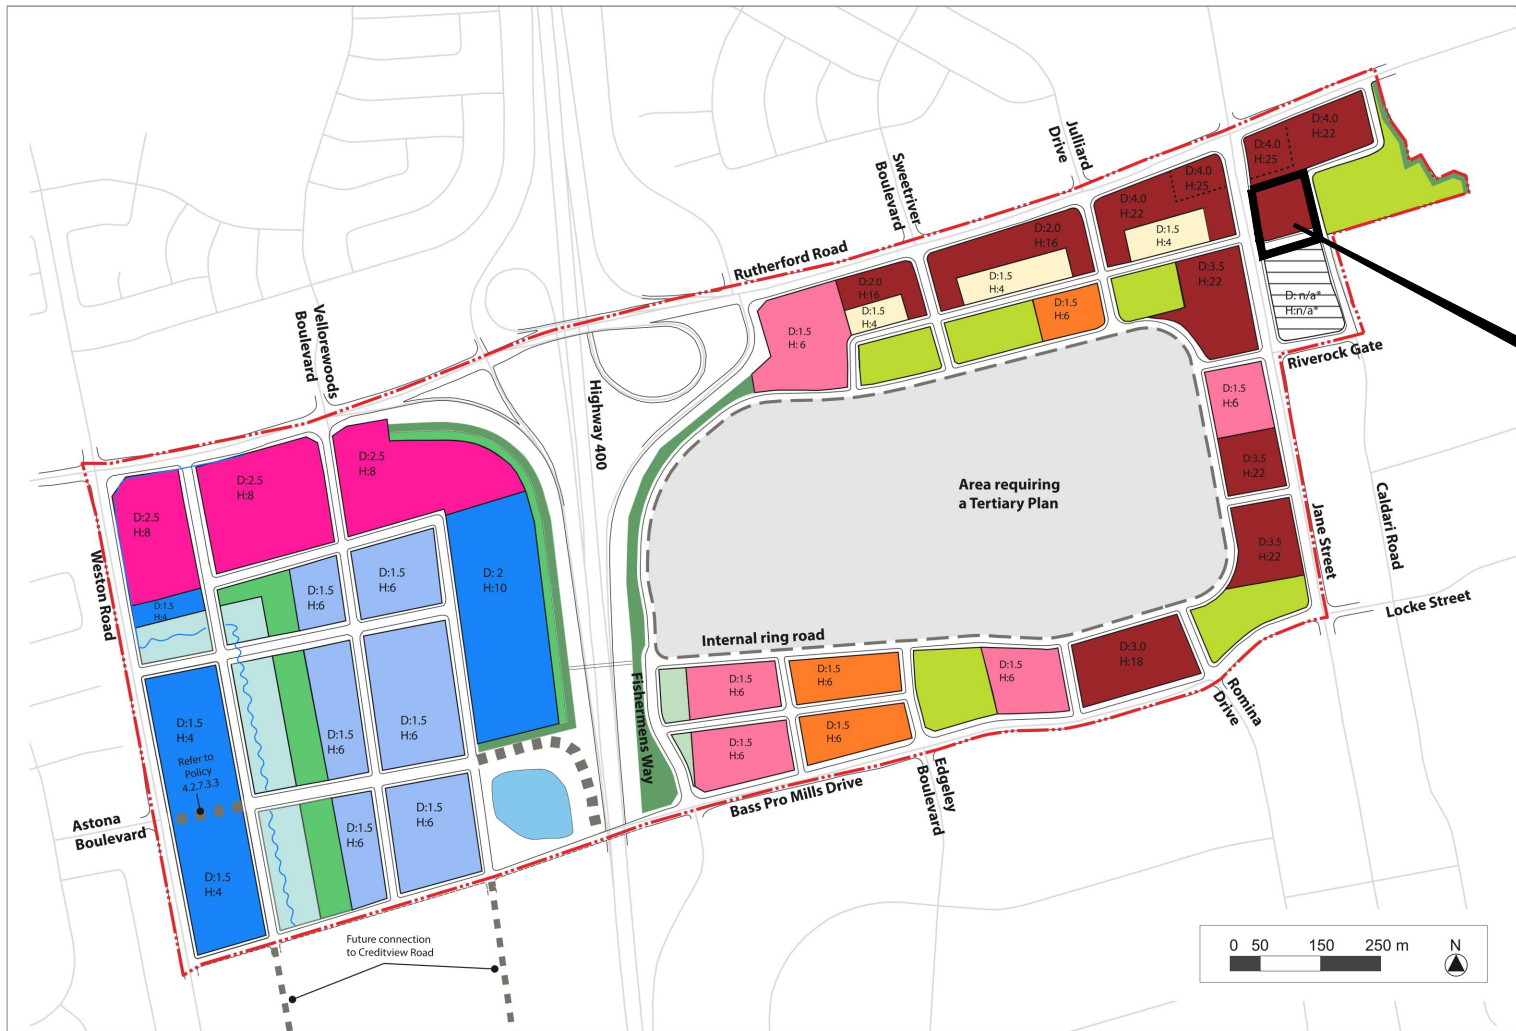 D:4.0
H:22
D:4.0
H:25
Julliard
Drive
Sweetriver
Boulevard
D:4.0
H:25
D:4.0
H:22
D:1.5
H:4
D:2.0
H:16
D:1.5
H:4
Rutherford Road
D:2.0
H:16
D:1.5
H:4
D:1.5
H: 6
D:1.5
H:6
D:3.5
H:22
D: n/a*
H:n/a*
Riverock Gate
Vellorewoods
Boulevard
Highway 400
D:1.5
H:6
D:3.5
H:22
D:2.5
H:8
D:2.5
H:8
D:2.5
H:8
Area requiring
a Tertiary Plan
Jane Street
Caldari Road
Weston Road
D:3.5
H:22
D:1.5
H:6
D:1.5
H:6
D: 2
H:10
D:1.5
H:4
Locke Street
Internal ring road
D:3.0
H:18
D:1.5
H:6
D:1.5
H:6
D:1.5
H:6
Romina
Drive
Fishermens Way
D:1.5
H:4
D:1.5
H:6
D:1.5
H:6
D:1.5
H:6
D:1.5
H:6
Refer to
Policy
4.2.7.3.3
Bass Pro Mills Drive
Edgeley
Boulevard
Astona
Boulevard
D:1.5
H:6
D:1.5
H:6
D:1.5
H:4
Future connection
to Creditview Road
0 50 150 250 m
N